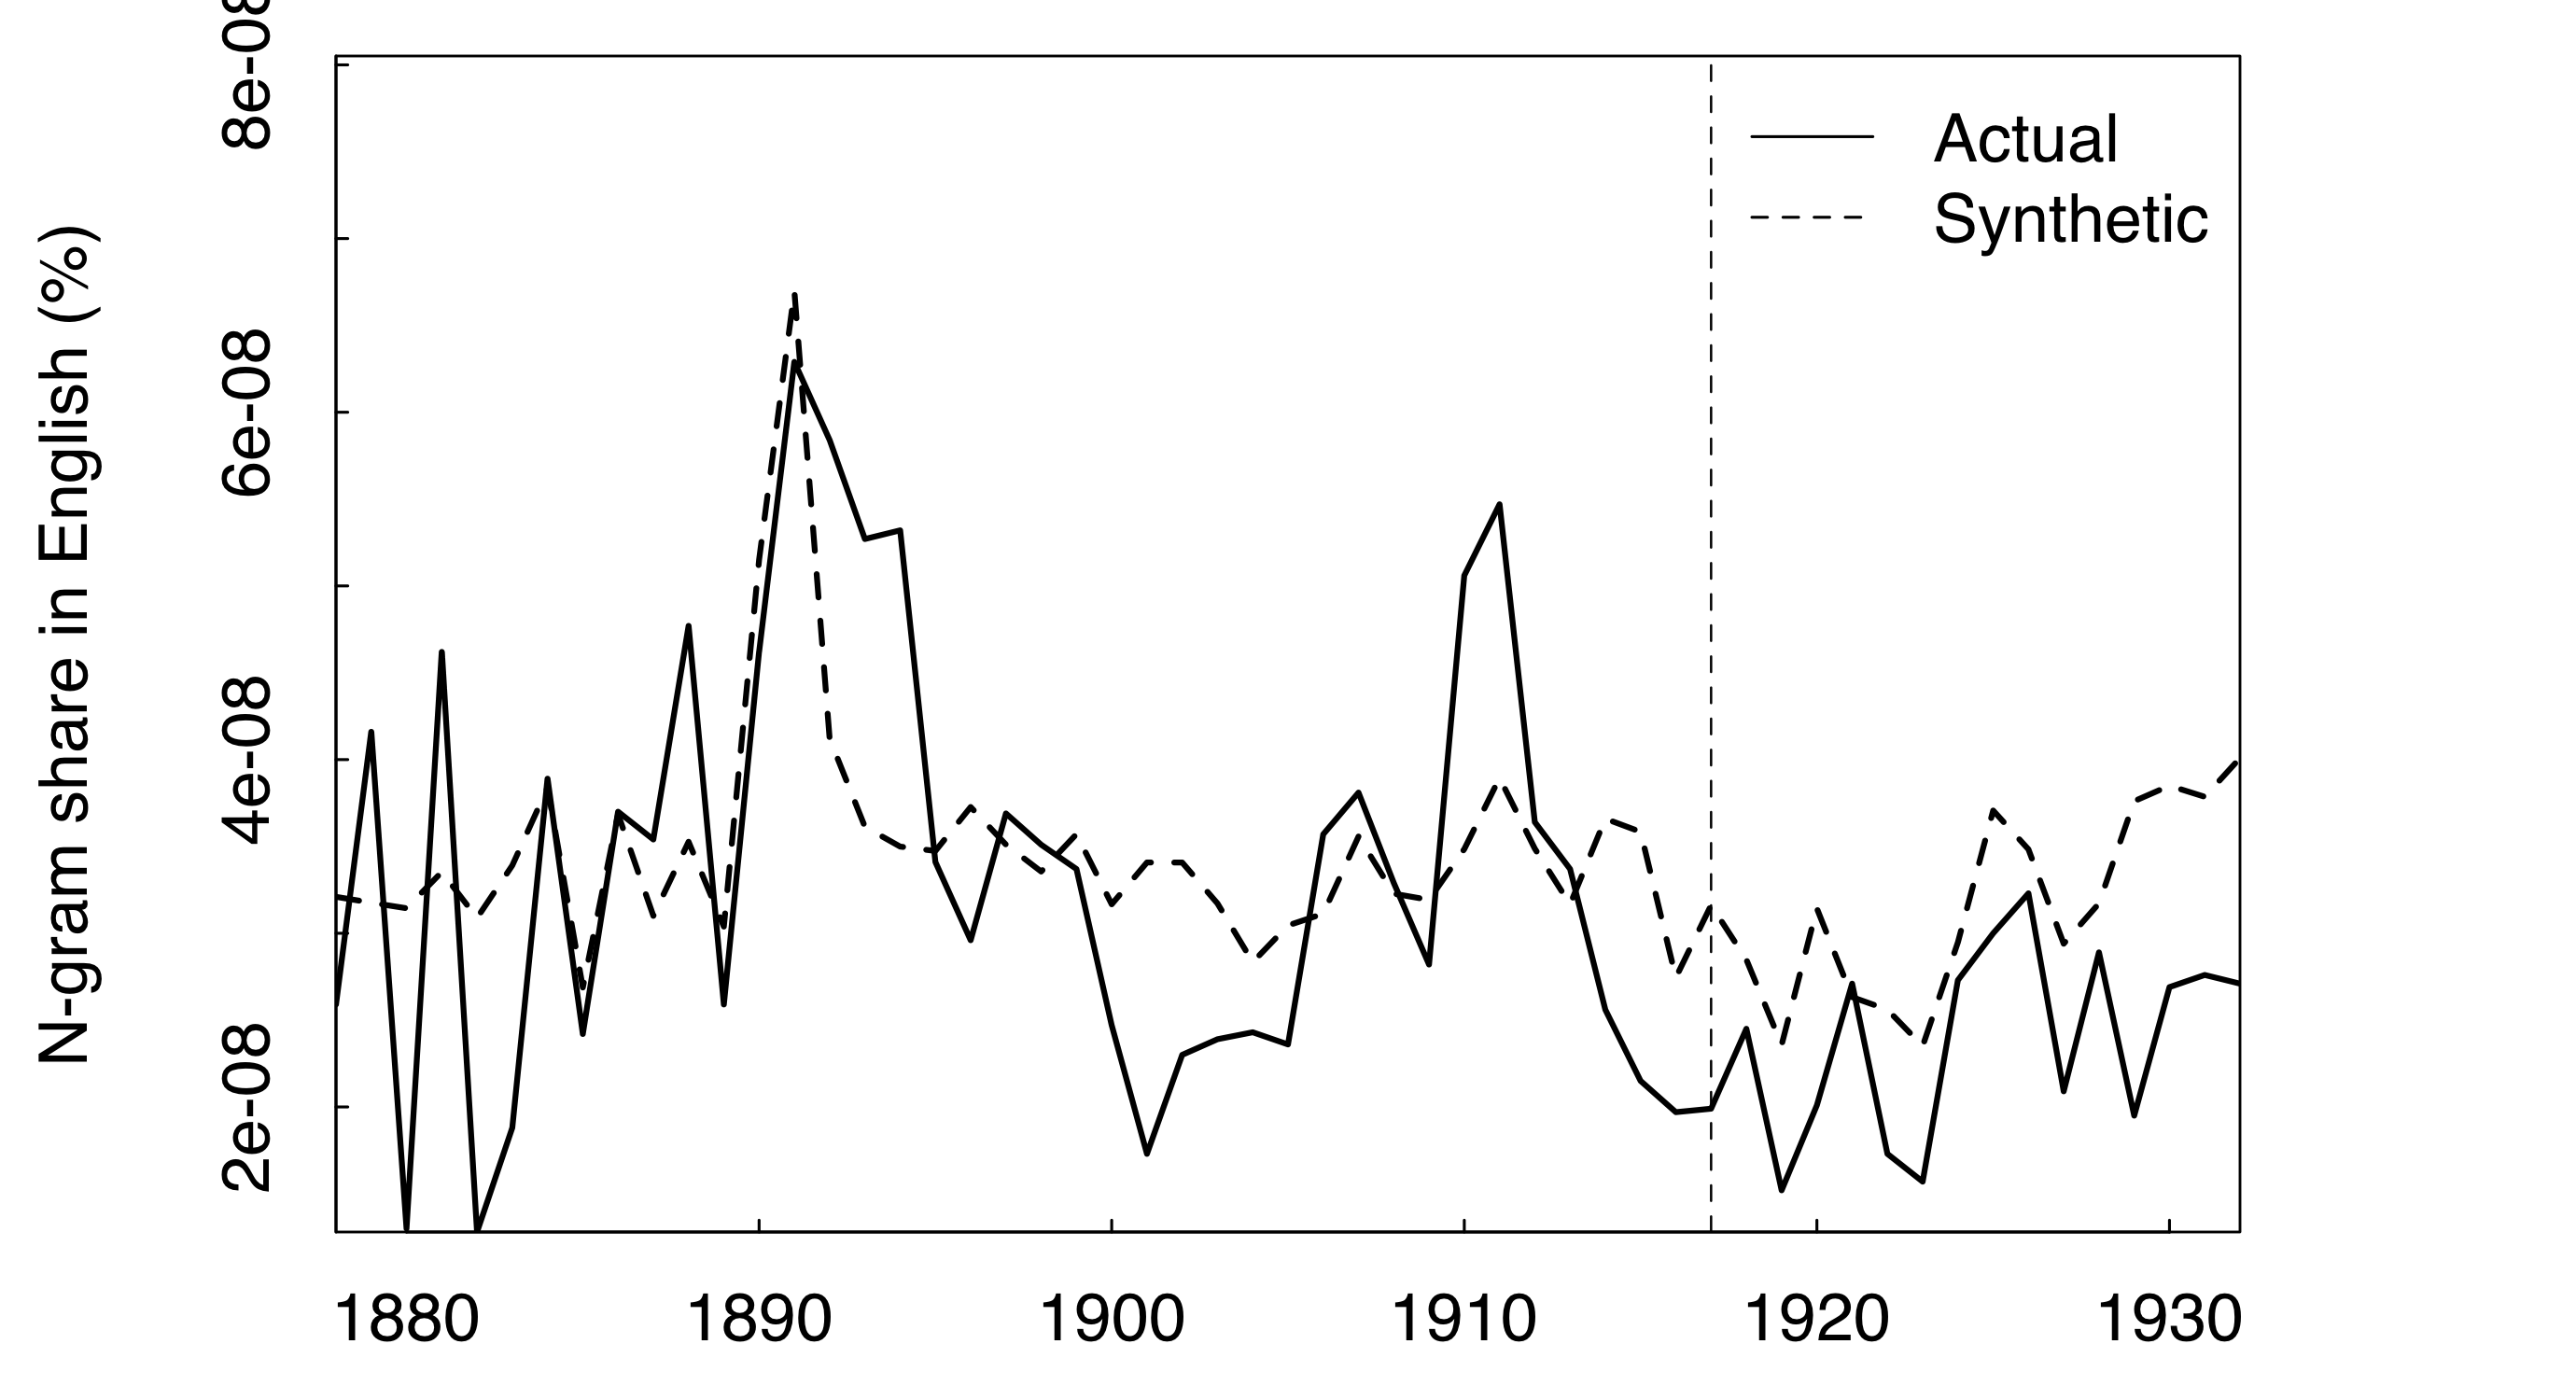 N-gram share in English (%)
8e-08
6e-08
4e-08
2e-08
Actual
Synthetic
1880 1890 1900 1910 1920 1930